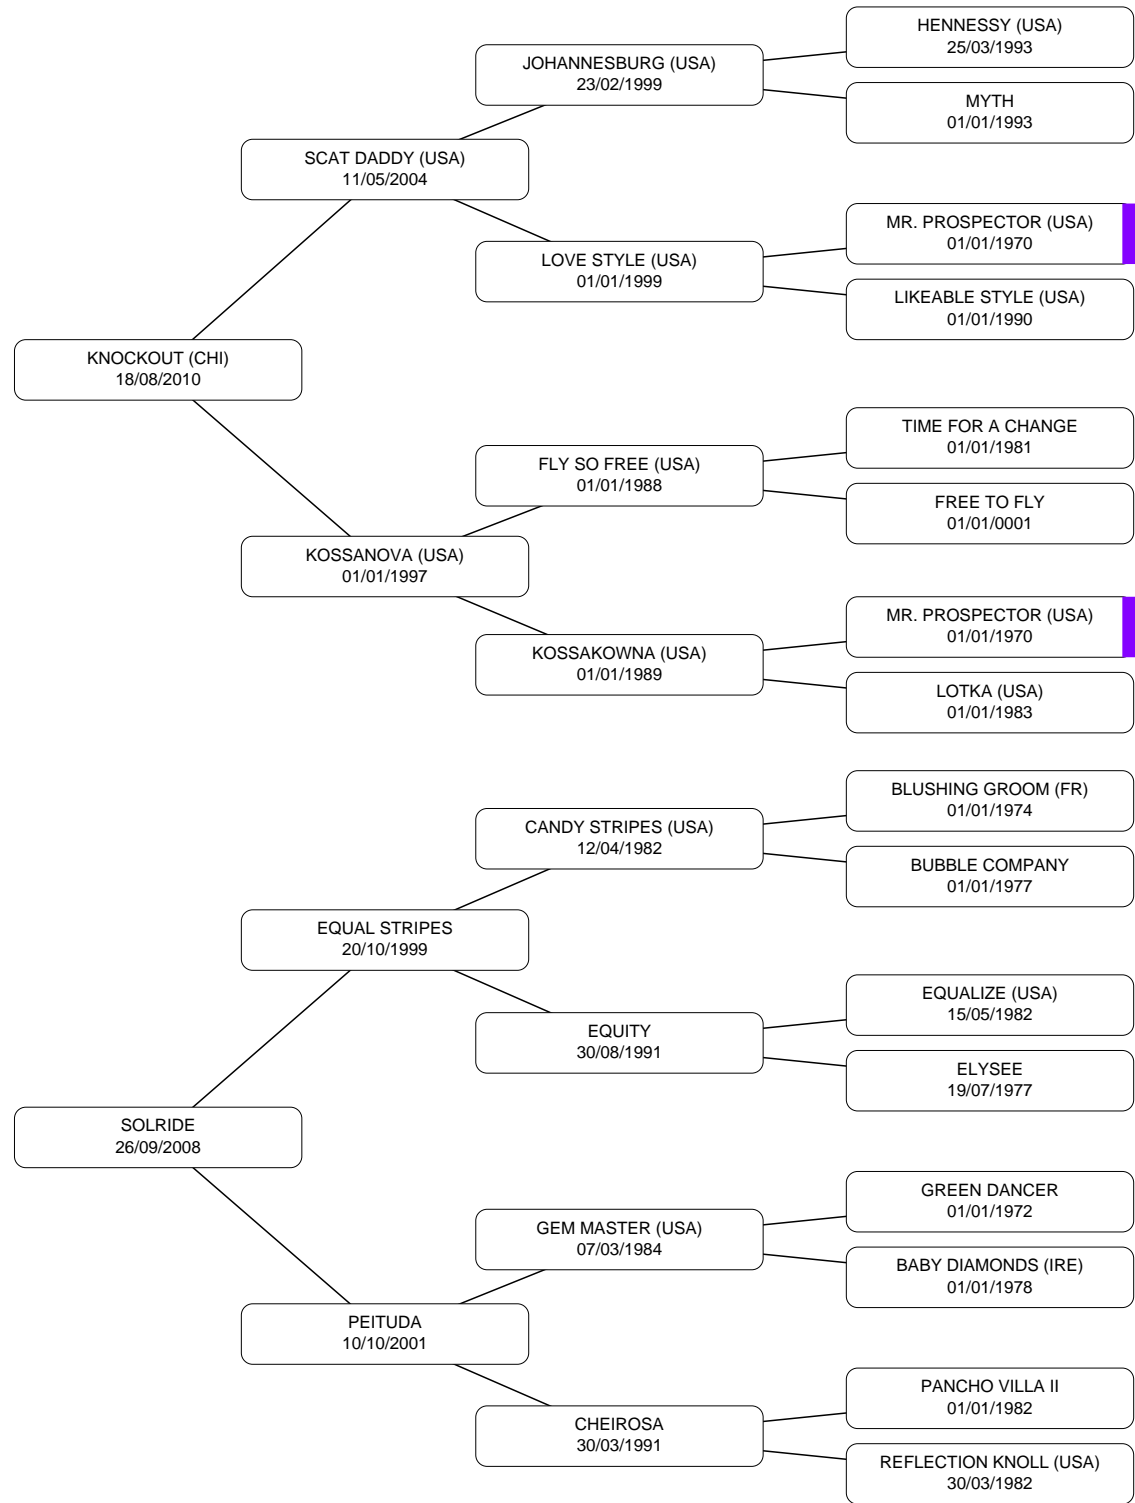 HENNESSY (USA)
25/03/1993
JOHANNESBURG (USA)
23/02/1999
MYTH
01/01/1993
SCAT DADDY (USA)
11/05/2004
MR. PROSPECTOR (USA)
01/01/1970
LOVE STYLE (USA)
01/01/1999
LIKEABLE STYLE (USA)
01/01/1990
KNOCKOUT (CHI)
18/08/2010
TIME FOR A CHANGE
01/01/1981
FLY SO FREE (USA)
01/01/1988
FREE TO FLY
01/01/0001
KOSSANOVA (USA)
01/01/1997
MR. PROSPECTOR (USA)
01/01/1970
KOSSAKOWNA (USA)
01/01/1989
LOTKA (USA)
01/01/1983
BLUSHING GROOM (FR)
01/01/1974
CANDY STRIPES (USA)
12/04/1982
BUBBLE COMPANY
01/01/1977
EQUAL STRIPES
20/10/1999
EQUALIZE (USA)
15/05/1982
EQUITY
30/08/1991
ELYSEE
19/07/1977
SOLRIDE
26/09/2008
GREEN DANCER
01/01/1972
GEM MASTER (USA)
07/03/1984
BABY DIAMONDS (IRE)
01/01/1978
PEITUDA
10/10/2001
PANCHO VILLA II
01/01/1982
CHEIROSA
30/03/1991
REFLECTION KNOLL (USA)
30/03/1982